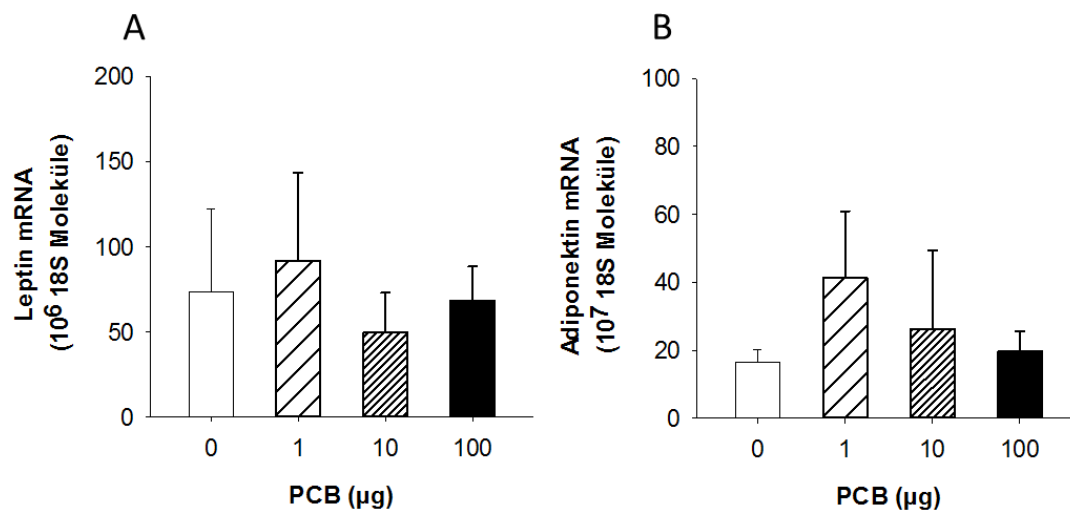 A
200
150
100
50
0
Leptin mRNA
(10⁶ 18S Moleküle)
0 1 10 100
PCB (µg)
B
100
80
60
40
20
0
Adiponektin mRNA
(10⁷ 18S Moleküle)
0 1 10 100
PCB (µg)